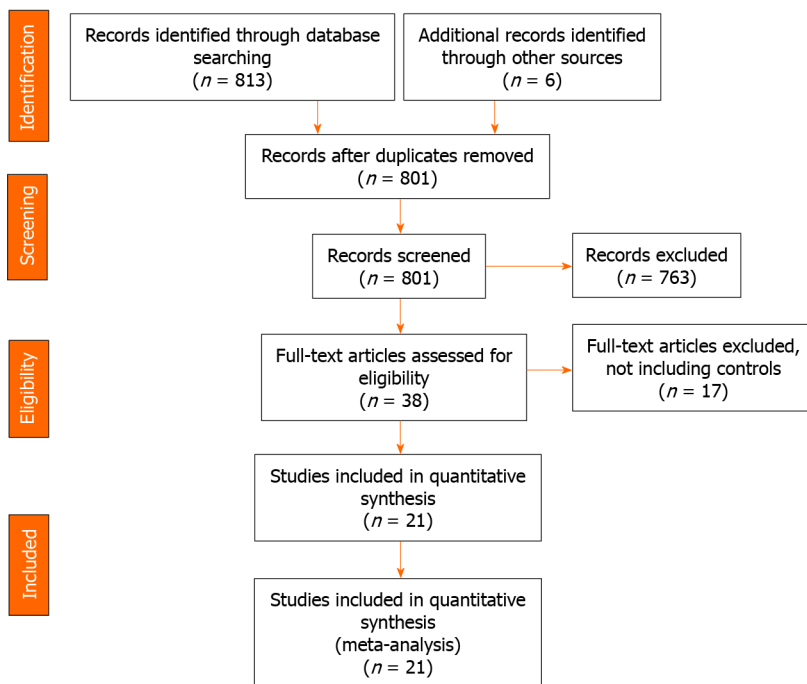 Identification
Records identified through database
searching
(n = 813)
Additional records identified
through other sources
(n = 6)
Records after duplicates removed
(n = 801)
Screening
Records screened
(n = 801)
Records excluded
(n = 763)
Eligibility
Full-text articles assessed for
eligibility
(n = 38)
Full-text articles excluded,
not including controls
(n = 17)
Studies included in quantitative
synthesis
(n = 21)
Included
Studies included in quantitative
synthesis
(meta-analysis)
(n = 21)